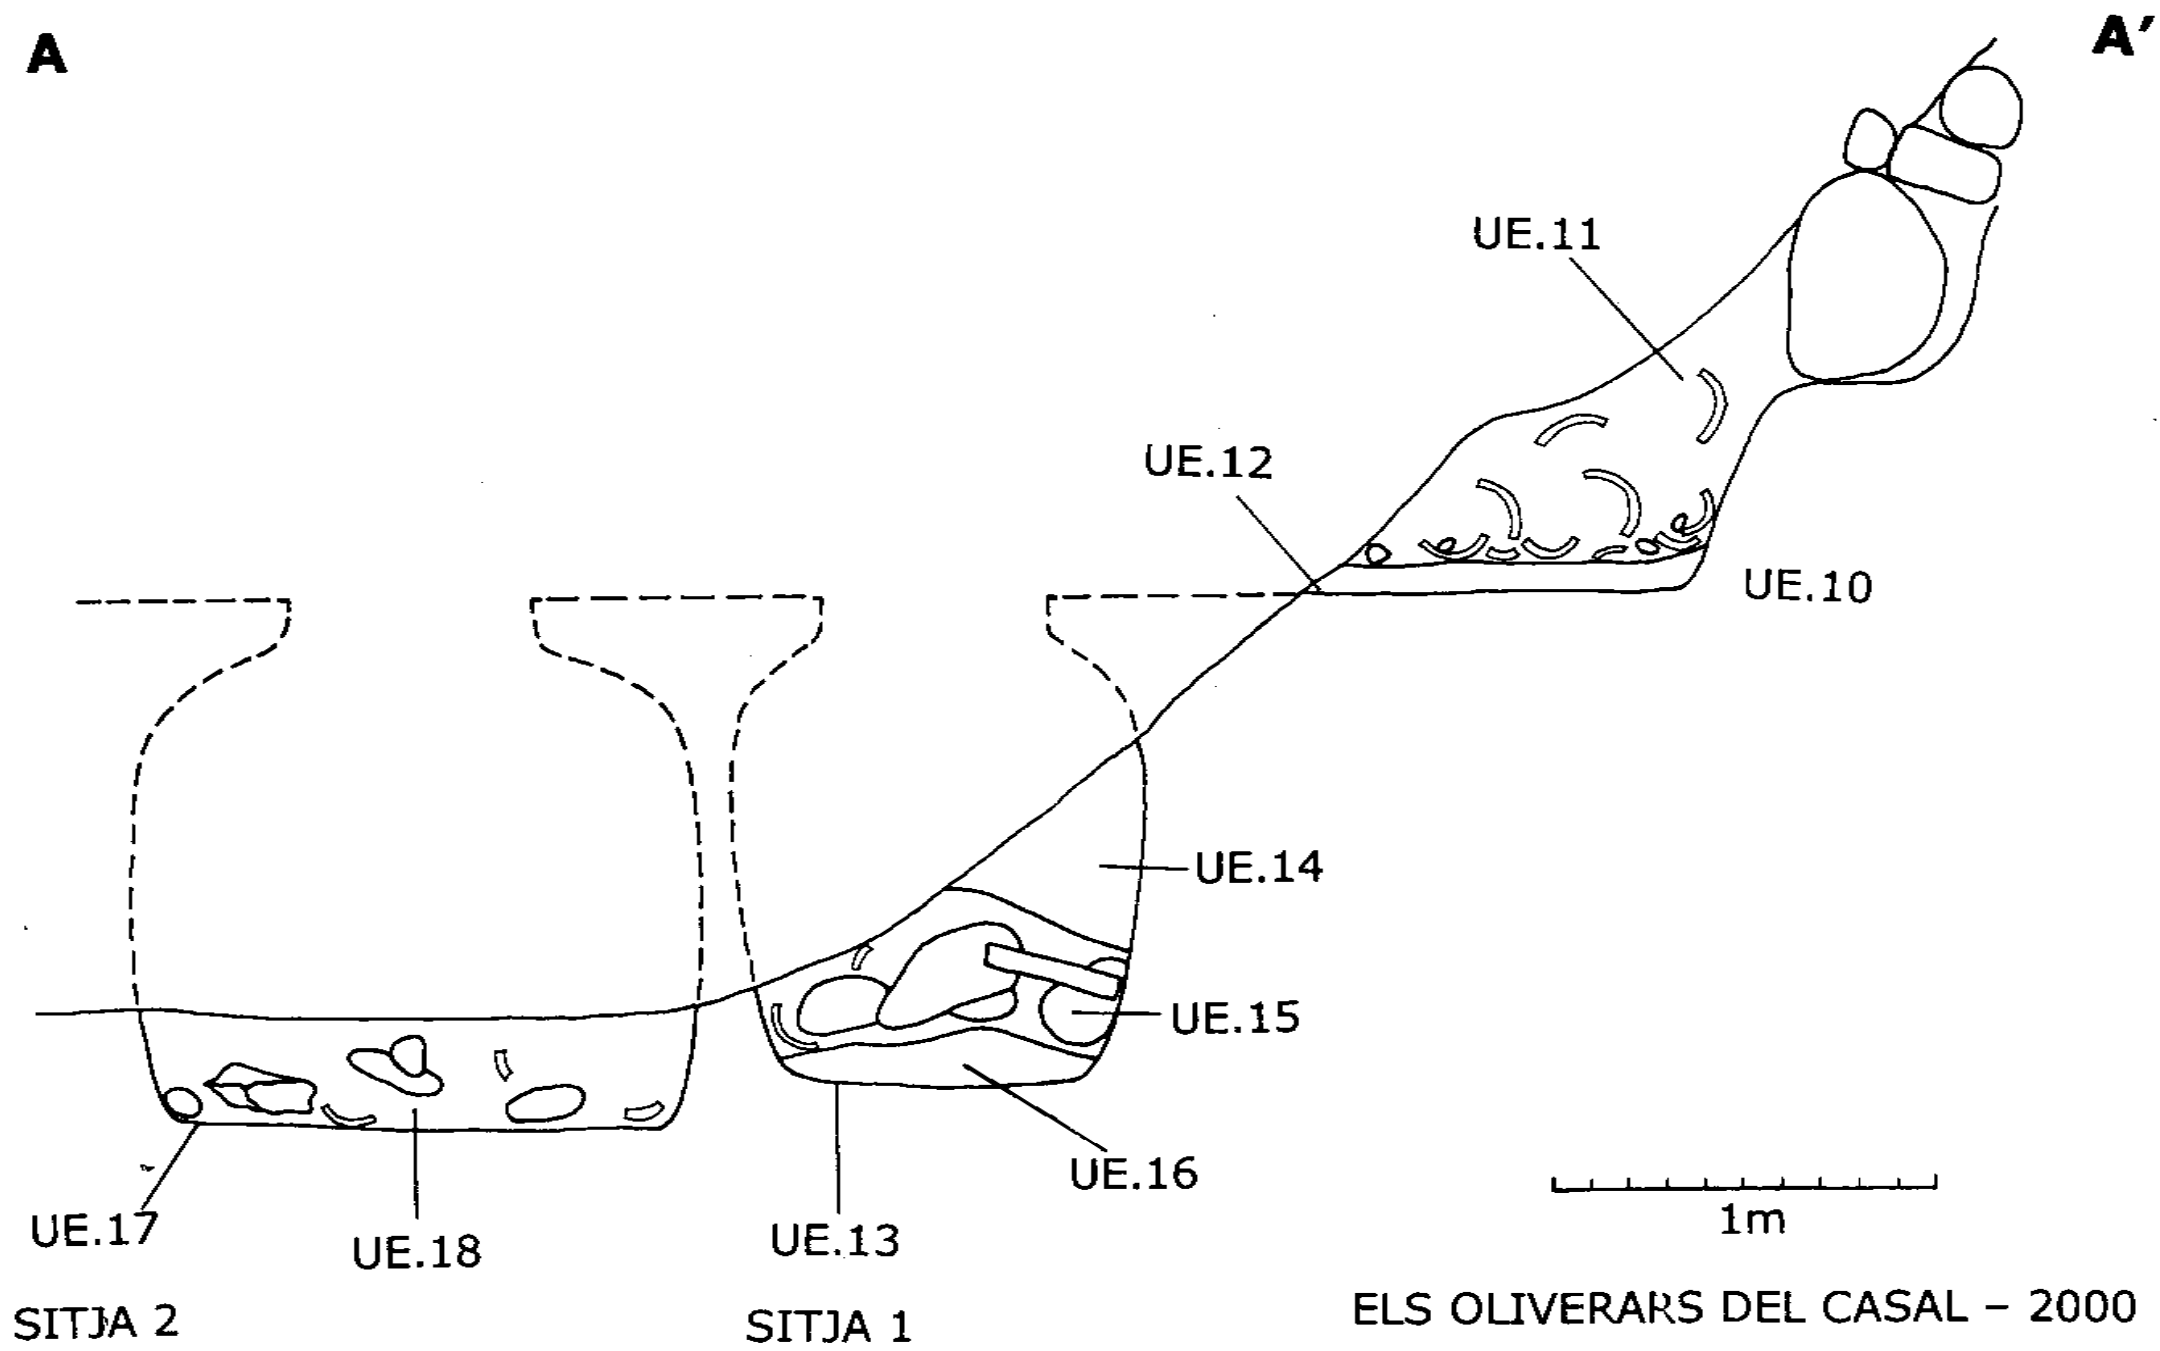 A
A'
UE.11
UE.12
UE.10
UE.14
UE.15
UE.16
UE.17
UE.18
UE.13
1m
SITJA 2
SITJA 1
ELS OLIVERARS DEL CASAL – 2000